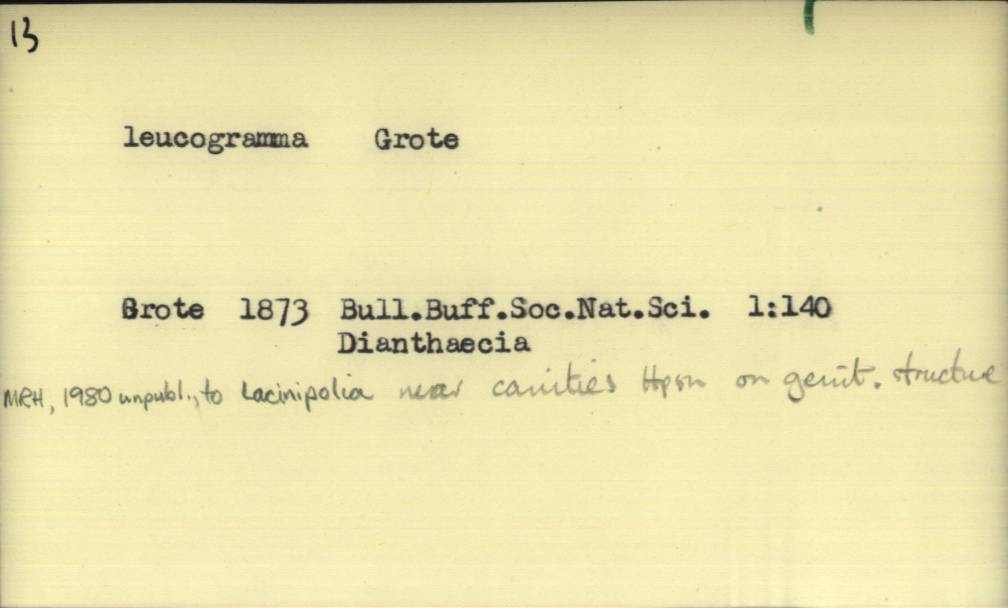 13
leucogramma Grote
Grote 1873 Bull.Buff.Soc.Nat.Sci. 1:140
Dianthaecia
MRH, 1980 unpubl., to Lacinipolia near canities Hpsn on genit. structure